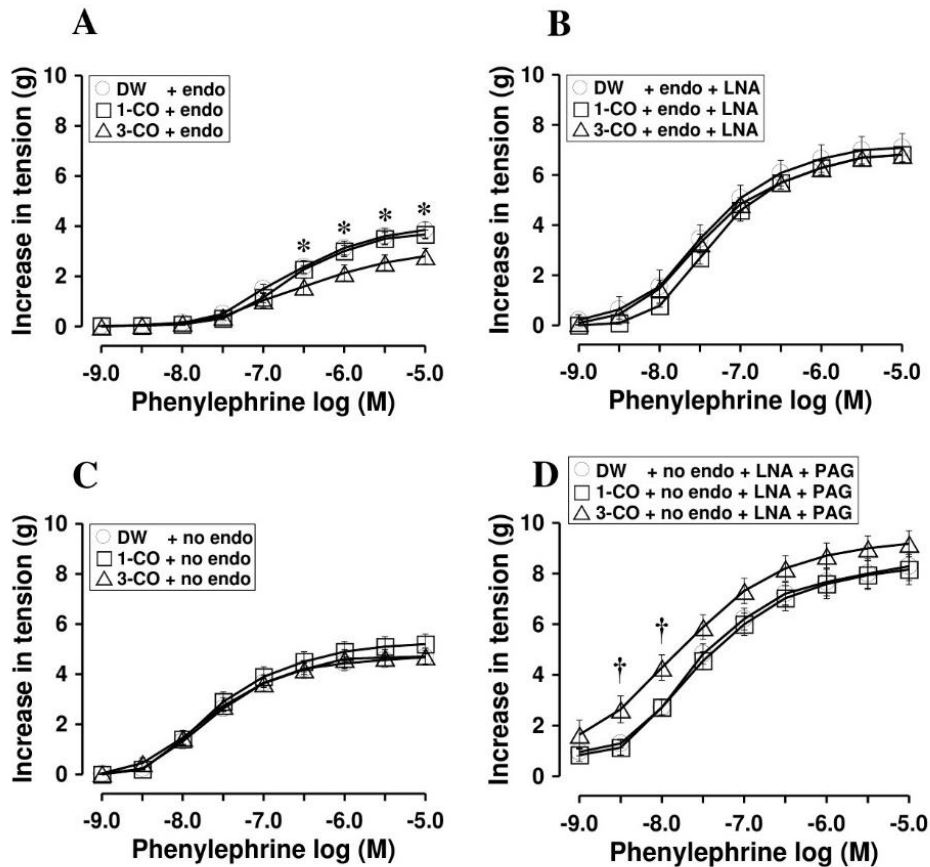 A
Increase in tension (g)
10
8
6
4
2
0
DW + endo
1-CO + endo
3-CO + endo
* * * *
-9.0 -8.0 -7.0 -6.0 -5.0
Phenylephrine log (M)
B
Increase in tension (g)
10
8
6
4
2
0
DW + endo + LNA
1-CO + endo + LNA
3-CO + endo + LNA
-9.0 -8.0 -7.0 -6.0 -5.0
Phenylephrine log (M)
C
Increase in tension (g)
10
8
6
4
2
0
DW + no endo
1-CO + no endo
3-CO + no endo
-9.0 -8.0 -7.0 -6.0 -5.0
Phenylephrine log (M)
D
DW + no endo + LNA + PAG
1-CO + no endo + LNA + PAG
3-CO + no endo + LNA + PAG
Increase in tension (g)
10
8
6
4
2
0
† †
-9.0 -8.0 -7.0 -6.0 -5.0
Phenylephrine log (M)